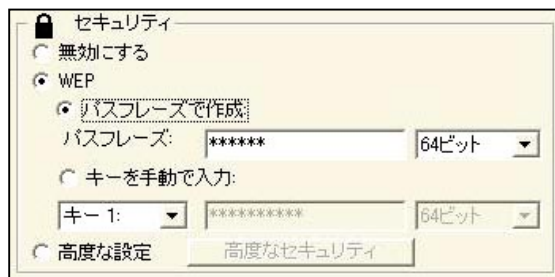 セキュリティ
無効にする
WEP
パスフレーズで作成
パスフレーズ: ****** 64ビット
キーを手動で入力:
キー 1: ********** 64ビット
高度な設定 高度なセキュリティ